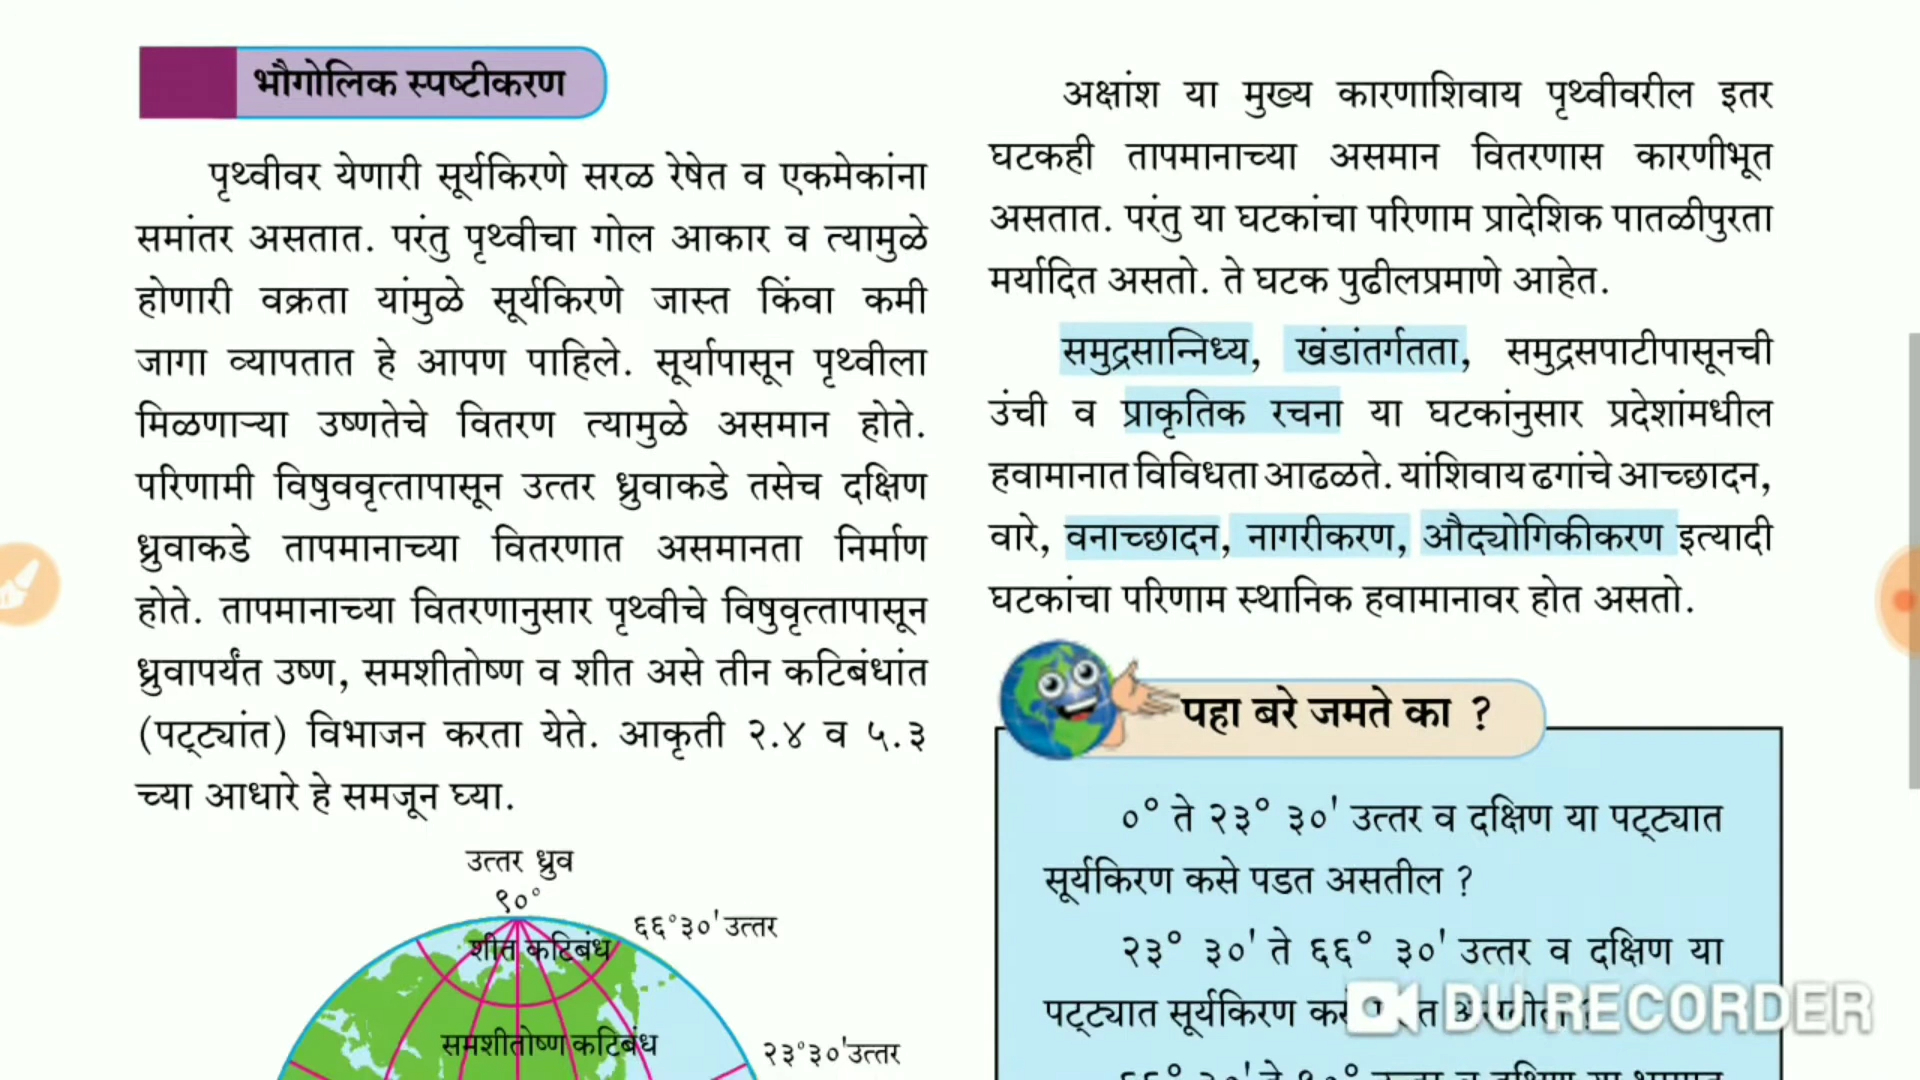 भौगोलिक स्पष्टीकरण
पृथ्वीवर येणारी सूर्यकिरणे सरळ रेषेत व एकमेकांना
समांतर असतात. परंतु पृथ्वीचा गोल आकार व त्यामुळे
होणारी वक्रता यांमुळे सूर्यकिरणे जास्त किंवा कमी
जागा व्यापतात हे आपण पाहिले. सूर्यापासून पृथ्वीला
मिळणाऱ्या उष्णतेचे वितरण त्यामुळे असमान होते.
परिणामी विषुववृत्तापासून उत्तर ध्रुवाकडे तसेच दक्षिण
ध्रुवाकडे तापमानाच्या वितरणात असमानता निर्माण
होते. तापमानाच्या वितरणानुसार पृथ्वीचे विषुवृत्तापासून
ध्रुवापर्यंत उष्ण, समशीतोष्ण व शीत असे तीन कटिबंधांत
(पट्ट्यांत) विभाजन करता येते. आकृती २.४ व ५.३
च्या आधारे हे समजून घ्या.
उत्तर ध्रुव
९०°
६६°३०' उत्तर
शीत कटिबंध
समशीतोष्ण कटिबंध
२३°३०'उत्तर
अक्षांश या मुख्य कारणाशिवाय पृथ्वीवरील इतर
घटकही तापमानाच्या असमान वितरणास कारणीभूत
असतात. परंतु या घटकांचा परिणाम प्रादेशिक पातळीपुरता
मर्यादित असतो. ते घटक पुढीलप्रमाणे आहेत.
समुद्रसान्निध्य, खंडांतर्गतता, समुद्रसपाटीपासूनची
उंची व प्राकृतिक रचना या घटकांनुसार प्रदेशांमधील
हवामानात विविधता आढळते. यांशिवाय ढगांचे आच्छादन,
वारे, वनाच्छादन, नागरीकरण, औद्योगिकीकरण इत्यादी
घटकांचा परिणाम स्थानिक हवामानावर होत असतो.
पहा बरे जमते का ?
०° ते २३° ३०' उत्तर व दक्षिण या पट्ट्यात
सूर्यकिरण कसे पडत असतील ?
२३° ३०' ते ६६° ३०' उत्तर व दक्षिण या
पट्ट्यात सूर्यकिरण
DU RECORDER